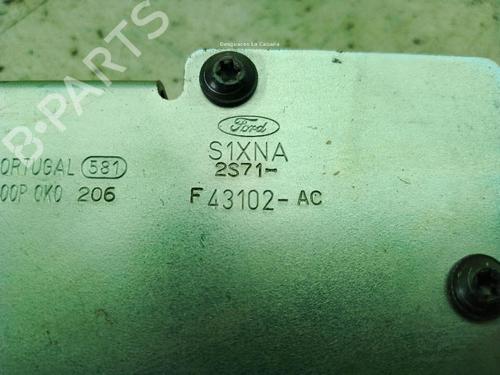 Desguaces La Cabaña
Ford
S1XNA
2S71-
F43102-AC
ORTUGAL 581
00P 0K0 206
B-PARTS